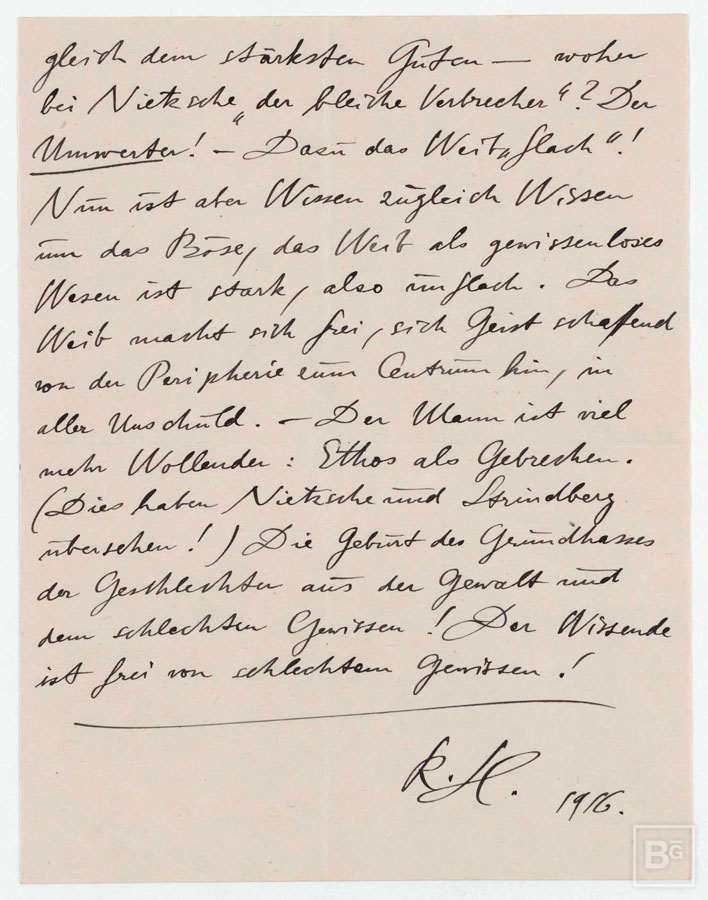 gleich dem stärksten Guten — woher
bei Nietzsche „der bleiche Verbrecher“? Der
Umwerter! — Dazu das Weib „flach“!
Nun ist aber Wissen zugleich Wissen
um das Böse, das Weib als gewissenloses
Wesen ist stark, also unflach. Das
Weib macht sich frei, sich Geist schaffend
von der Peripherie zum Centrum hin, in
aller Unschuld. — Der Mann ist viel
mehr Wollender: Ethos als Gebrechen.
(Dies haben Nietzsche und Strindberg
übersehen!) Die Geburt des Grundhasses
der Geschlechter aus der Gewalt und
dem schlechten Gewissen! Der Wissende
ist frei von schlechtem Gewissen!
R. H. 1916.
BG